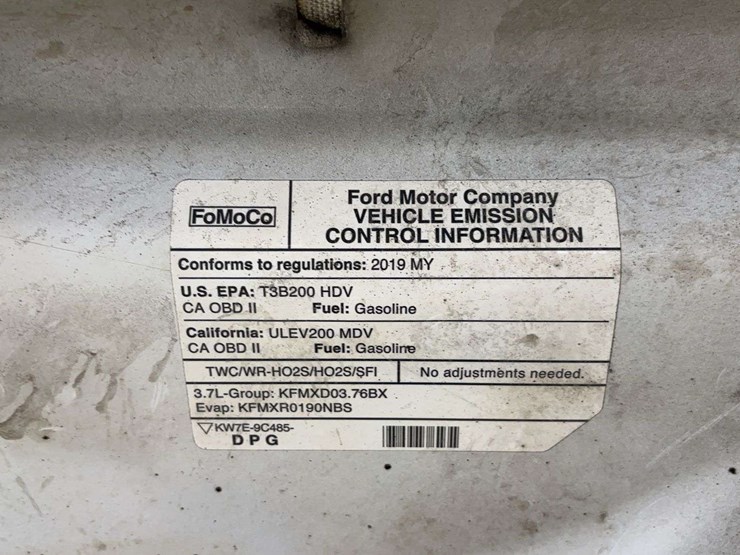 FoMoCo
Ford Motor Company
VEHICLE EMISSION
CONTROL INFORMATION
Conforms to regulations: 2019 MY
U.S. EPA: T3B200 HDV
CA OBD II Fuel: Gasoline
California: ULEV200 MDV
CA OBD II Fuel: Gasoline
TWC/WR-HO2S/HO2S/SFI No adjustments needed.
3.7L-Group: KFMXD03.76BX
Evap: KFMXR0190NBS
KW7E-9C485-
DPG